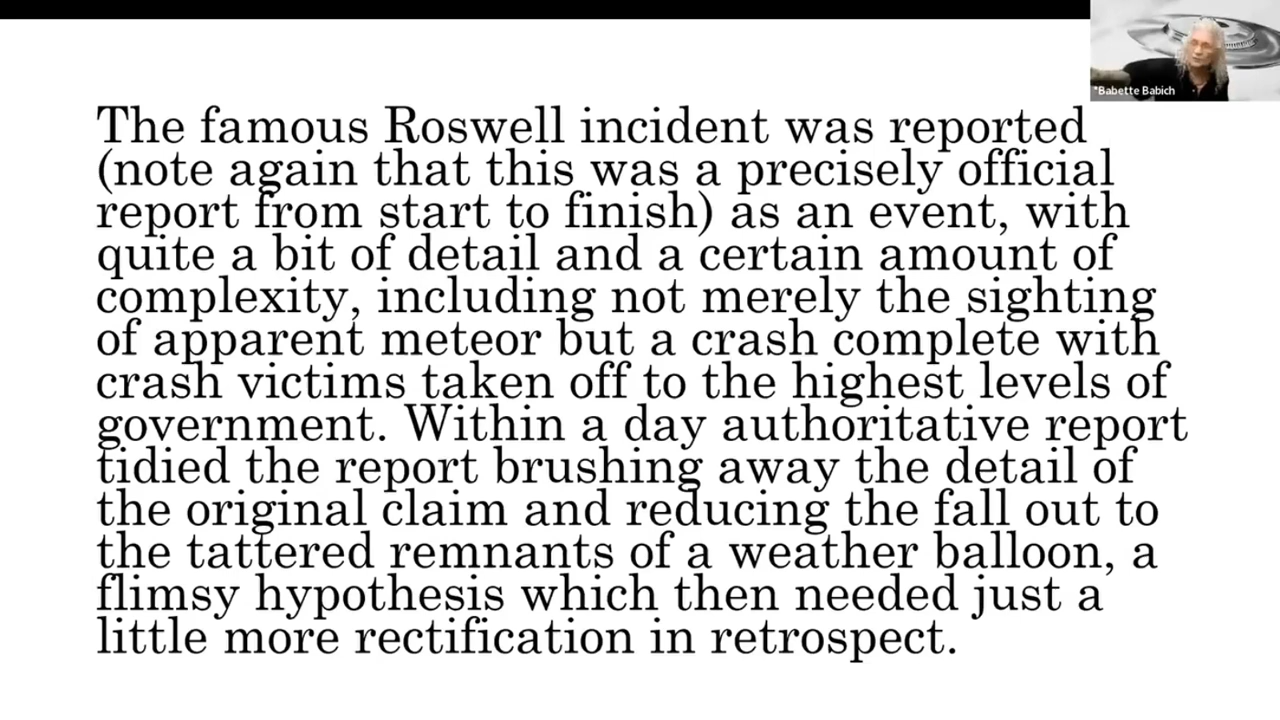 *Babette Babich
The famous Roswell incident was reported
(note again that this was a precisely official
report from start to finish) as an event, with
quite a bit of detail and a certain amount of
complexity, including not merely the sighting
of apparent meteor but a crash complete with
crash victims taken off to the highest levels of
government. Within a day authoritative report
tidied the report brushing away the detail of
the original claim and reducing the fall out to
the tattered remnants of a weather balloon, a
flimsy hypothesis which then needed just a
little more rectification in retrospect.